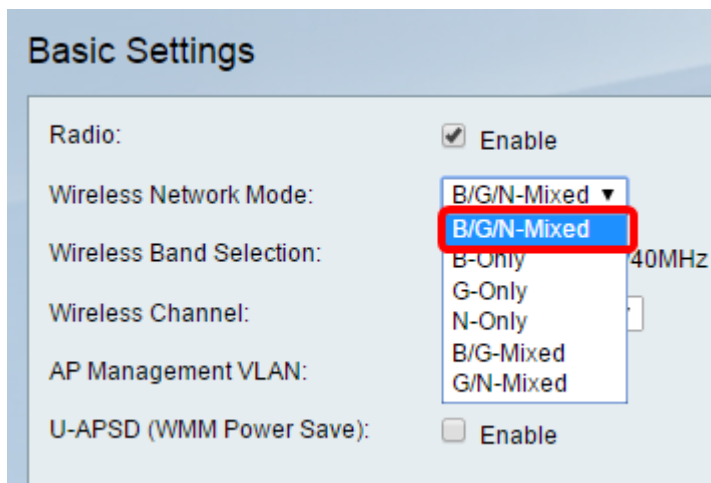 Basic Settings
Radio: Enable
Wireless Network Mode: B/G/N-Mixed
B/G/N-Mixed
Wireless Band Selection: B-Only 40MHz
G-Only
Wireless Channel: N-Only
B/G-Mixed
AP Management VLAN: G/N-Mixed
U-APSD (WMM Power Save): Enable